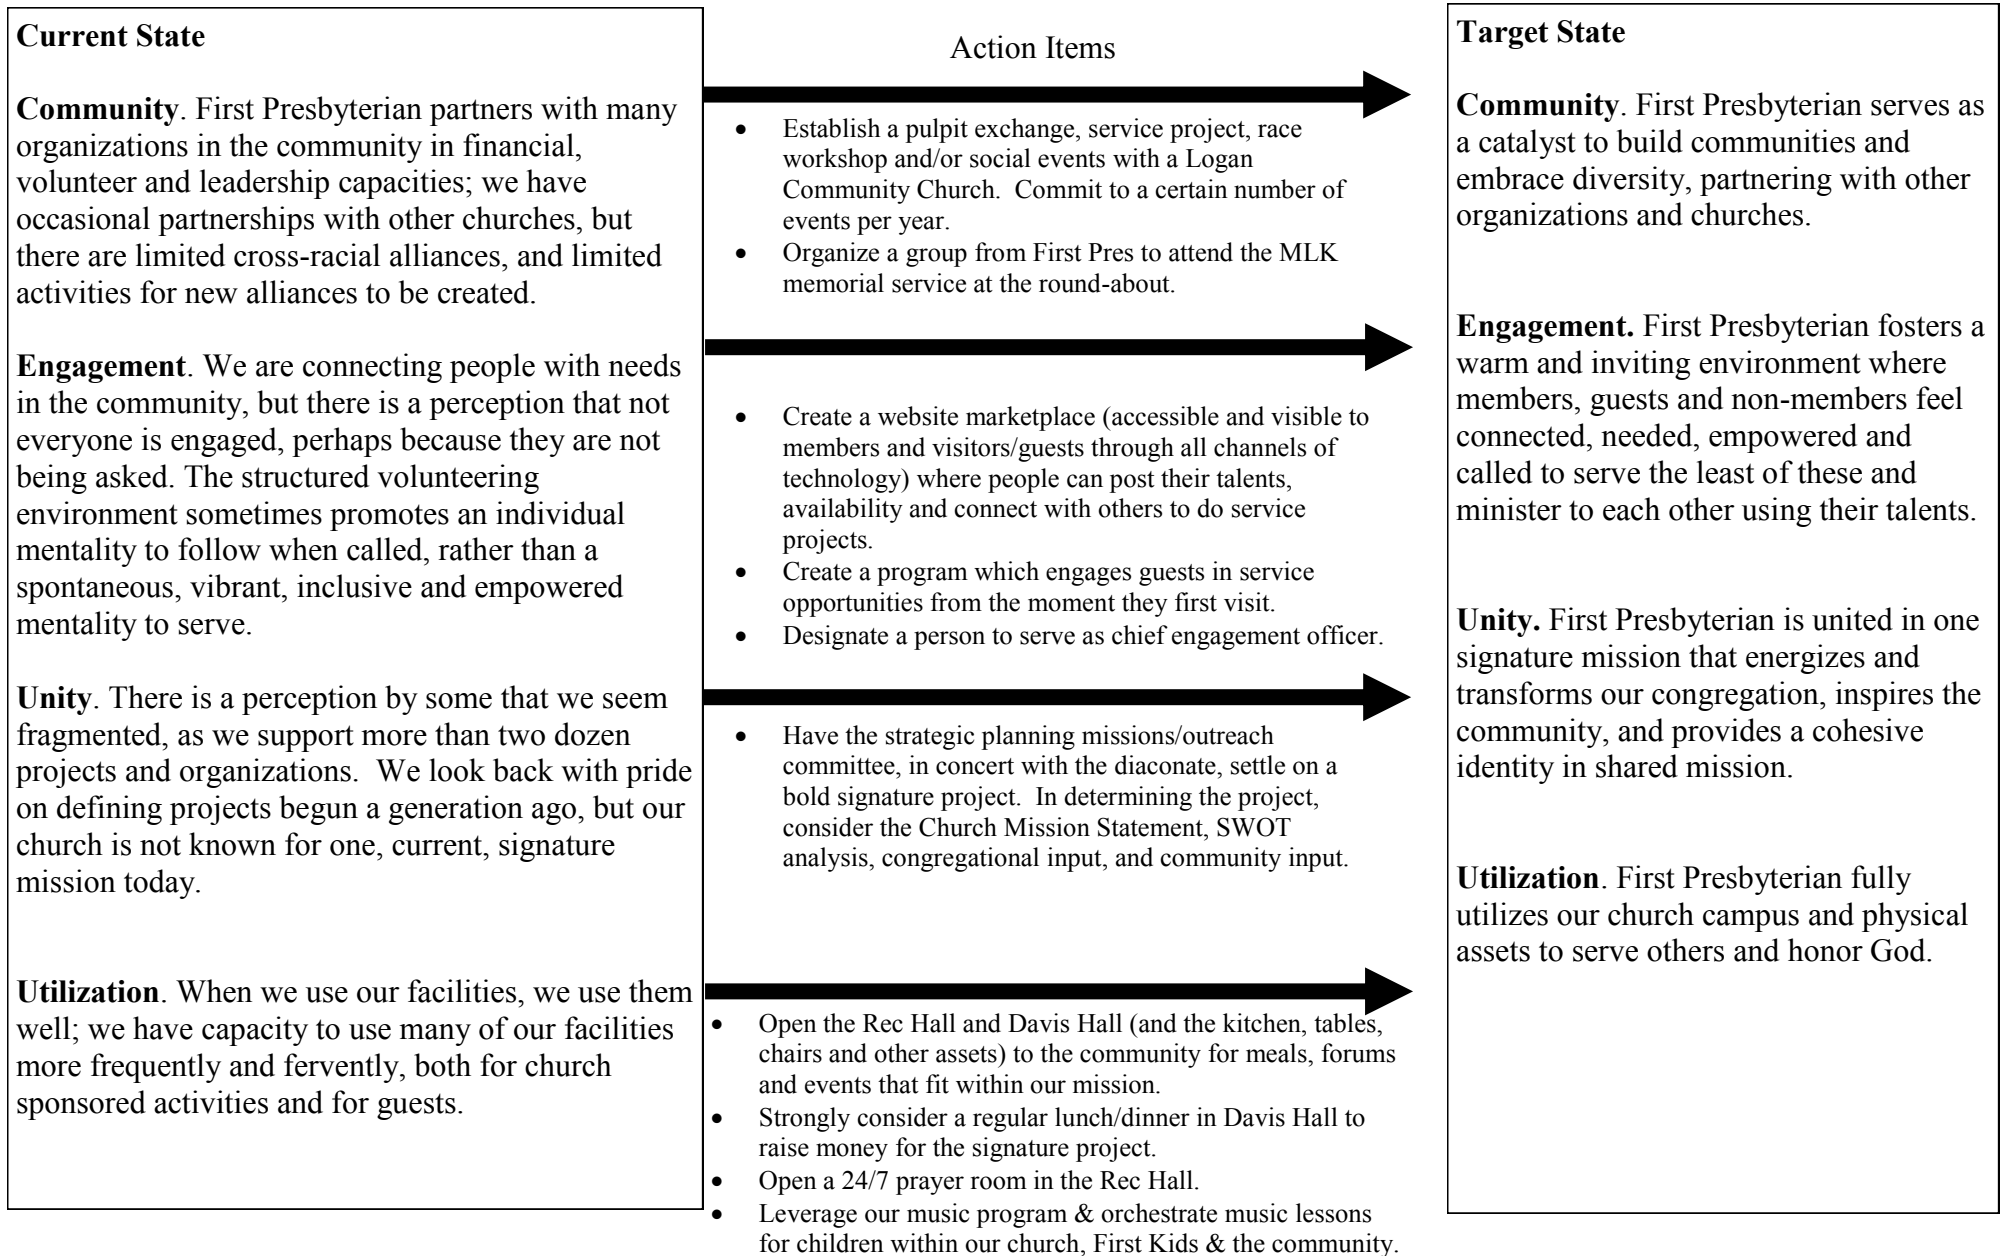 Current State
Community. First Presbyterian partners with many
organizations in the community in financial,
volunteer and leadership capacities; we have
occasional partnerships with other churches, but
there are limited cross-racial alliances, and limited
activities for new alliances to be created.
Engagement. We are connecting people with needs
in the community, but there is a perception that not
everyone is engaged, perhaps because they are not
being asked. The structured volunteering
environment sometimes promotes an individual
mentality to follow when called, rather than a
spontaneous, vibrant, inclusive and empowered
mentality to serve.
Unity. There is a perception by some that we seem
fragmented, as we support more than two dozen
projects and organizations.  We look back with pride
on defining projects begun a generation ago, but our
church is not known for one, current, signature
mission today.
Utilization. When we use our facilities, we use them
well; we have capacity to use many of our facilities
more frequently and fervently, both for church
sponsored activities and for guests.
Action Items
• Establish a pulpit exchange, service project, race
workshop and/or social events with a Logan
Community Church.  Commit to a certain number of
events per year.
• Organize a group from First Pres to attend the MLK
memorial service at the round-about.
• Create a website marketplace (accessible and visible to
members and visitors/guests through all channels of
technology) where people can post their talents,
availability and connect with others to do service
projects.
• Create a program which engages guests in service
opportunities from the moment they first visit.
• Designate a person to serve as chief engagement officer.
• Have the strategic planning missions/outreach
committee, in concert with the diaconate, settle on a
bold signature project.  In determining the project,
consider the Church Mission Statement, SWOT
analysis, congregational input, and community input.
• Open the Rec Hall and Davis Hall (and the kitchen, tables,
chairs and other assets) to the community for meals, forums
and events that fit within our mission.
• Strongly consider a regular lunch/dinner in Davis Hall to
raise money for the signature project.
• Open a 24/7 prayer room in the Rec Hall.
• Leverage our music program & orchestrate music lessons
for children within our church, First Kids & the community.
Target State
Community. First Presbyterian serves as
a catalyst to build communities and
embrace diversity, partnering with other
organizations and churches.
Engagement. First Presbyterian fosters a
warm and inviting environment where
members, guests and non-members feel
connected, needed, empowered and
called to serve the least of these and
minister to each other using their talents.
Unity. First Presbyterian is united in one
signature mission that energizes and
transforms our congregation, inspires the
community, and provides a cohesive
identity in shared mission.
Utilization. First Presbyterian fully
utilizes our church campus and physical
assets to serve others and honor God.